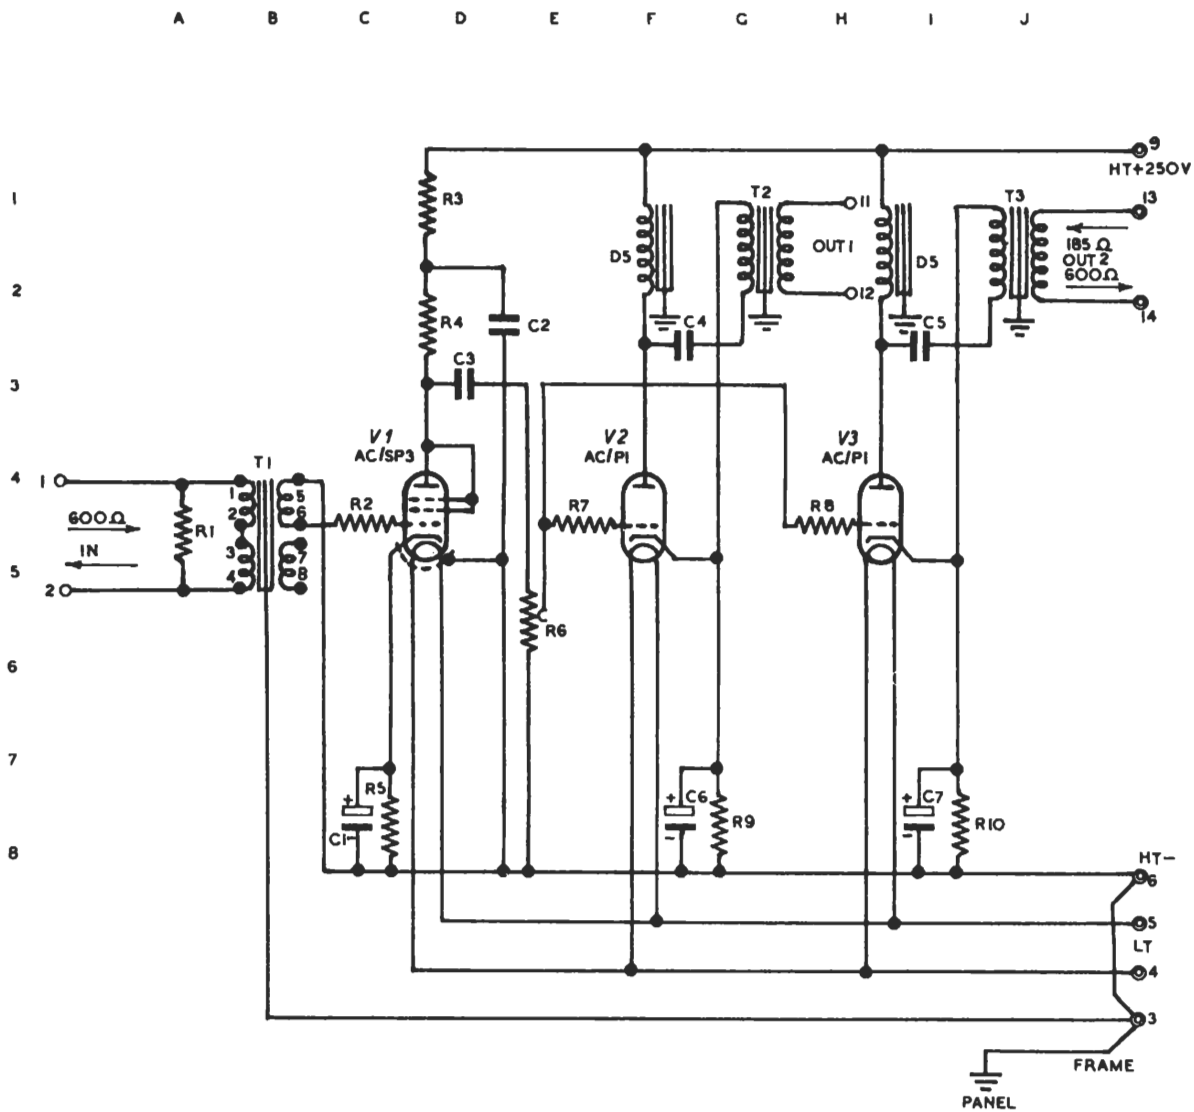 A B C D E F G H I J
9
HT+250V
1
R3
T2
11
T3
13
D5
OUT 1
D5
185 Ω
OUT 2
600Ω
2
R4
C2
12
C4
C5
14
3
C3
V1
AC/SP3
V2
AC/P1
V3
AC/P1
4
1
T1
1
5
R2
R7
R8
600Ω
R1
2
6
IN
3
7
5
4
8
2
R6
6
7
R5
+
C6
+
C7
+
C1
-
-
R9
-
R10
8
HT-
6
5
LT
4
3
FRAME
PANEL